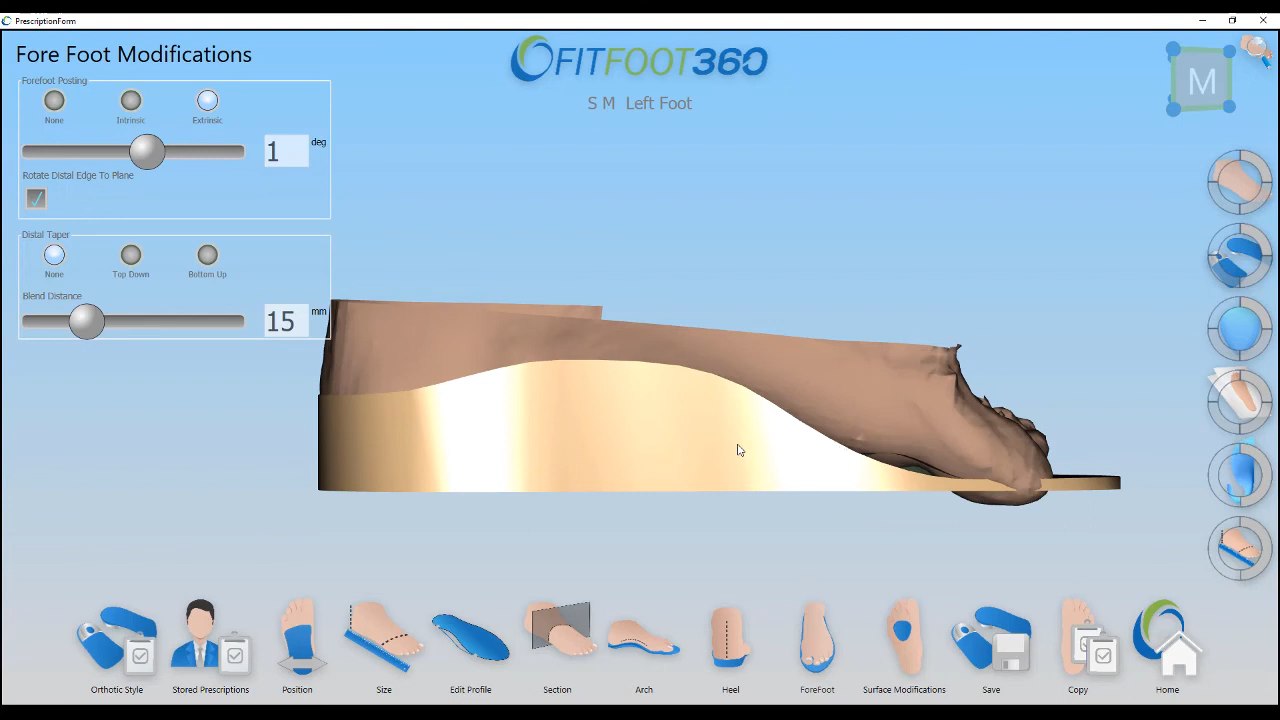 PrescriptionForm
Fore Foot Modifications
FITFOOT360
S M Left Foot
M
Forefoot Posting
None
Intrinsic
Extrinsic
1
deg
Rotate Distal Edge To Plane
Distal Taper
None
Top Down
Bottom Up
Blend Distance
15
mm
Orthotic Style
Stored Prescriptions
Position
Size
Edit Profile
Section
Arch
Heel
ForeFoot
Surface Modifications
Save
Copy
Home